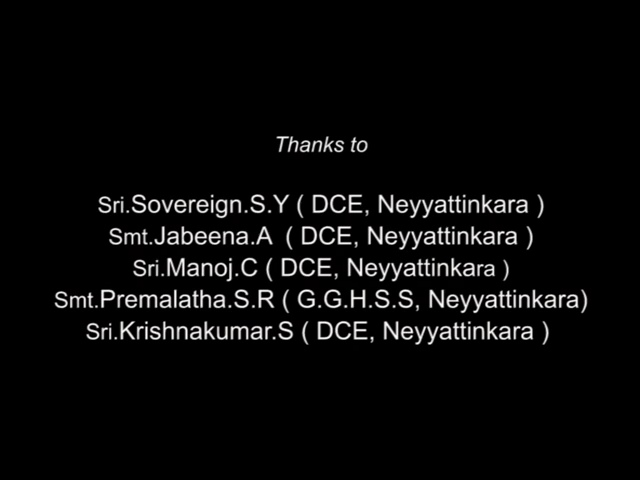 Thanks to
Sri.Sovereign.S.Y ( DCE, Neyyattinkara )
Smt.Jabeena.A ( DCE, Neyyattinkara )
Sri.Manoj.C ( DCE, Neyyattinkara )
Smt.Premalatha.S.R ( G.G.H.S.S, Neyyattinkara)
Sri.Krishnakumar.S ( DCE, Neyyattinkara )